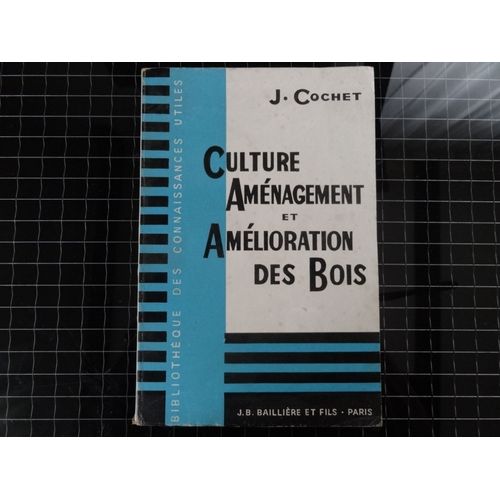 J. COCHET
CULTURE
AMÉNAGEMENT
ET
AMÉLIORATION
DES BOIS
J.B. BAILLIÈRE ET FILS · PARIS
BIBLIOTHÈQUE DES CONNAISSANCES UTILES